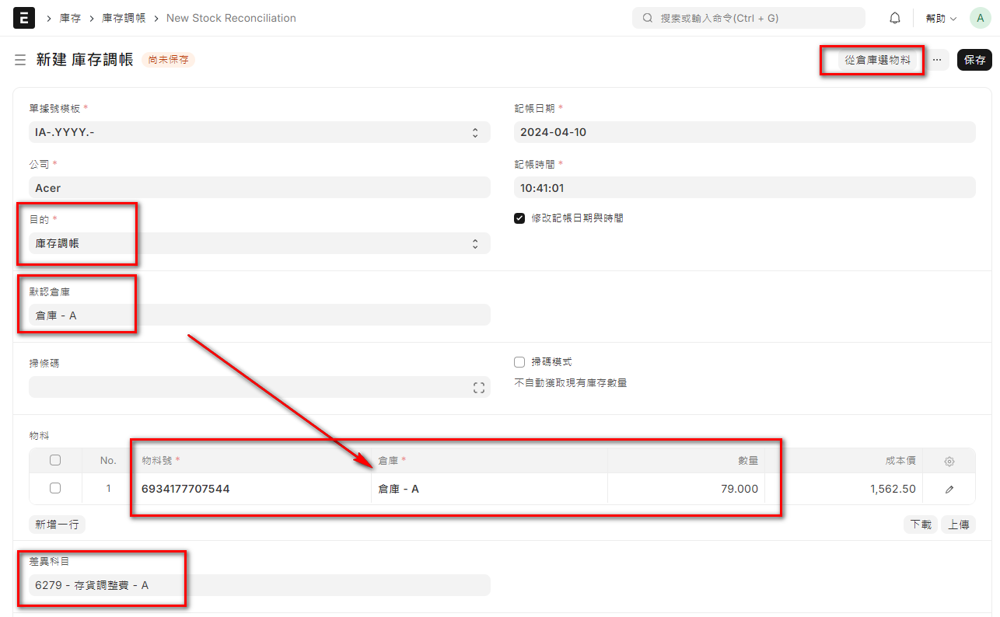 E 庫存 庫存調帳 New Stock Reconciliation 搜索或輸入命令(Ctrl + G) 幫助 A
新建 庫存調帳 尚未保存 從倉庫選物料 ··· 保存
單據號模板 *
IA-.YYYY.-
記帳日期 *
2024-04-10
公司 *
Acer
記帳時間 *
10:41:01
目的 *
庫存調帳
修改記帳日期與時間
默認倉庫
倉庫 - A
掃條碼
掃碼模式
不自動獲取現有庫存數量
物料
No. 物料號 * 倉庫 * 數量 成本價
1 6934177707544 倉庫 - A 79.000 1,562.50
新增一行 下載 上傳
差異科目
6279 - 存貨調整費 - A